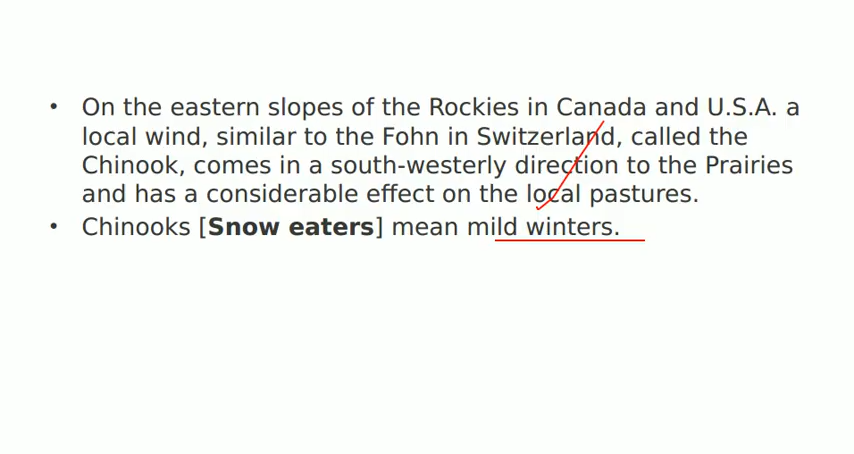 • On the eastern slopes of the Rockies in Canada and U.S.A. a
local wind, similar to the Fohn in Switzerland, called the
Chinook, comes in a south-westerly direction to the Prairies
and has a considerable effect on the local pastures.
• Chinooks [Snow eaters] mean mild winters.